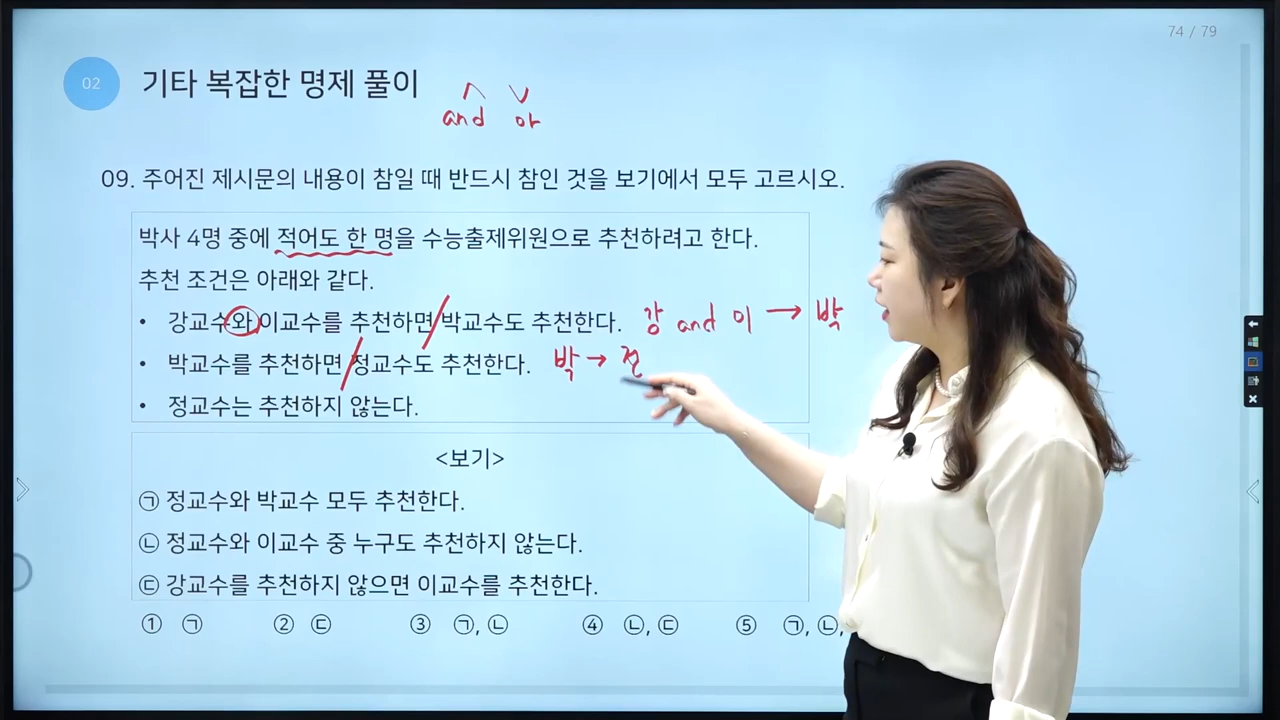 74 / 79
02 기타 복잡한 명제 풀이
∧ ∨
and or
09. 주어진 제시문의 내용이 참일 때 반드시 참인 것을 보기에서 모두 고르시오.
박사 4명 중에 적어도 한 명을 수능출제위원으로 추천하려고 한다.
추천 조건은 아래와 같다.
• 강교수와 이교수를 추천하면 박교수도 추천한다. 강 and 이 → 박
• 박교수를 추천하면 정교수도 추천한다. 박 → 정
• 정교수는 추천하지 않는다.
<보기>
㉠ 정교수와 박교수 모두 추천한다.
㉡ 정교수와 이교수 중 누구도 추천하지 않는다.
㉢ 강교수를 추천하지 않으면 이교수를 추천한다.
① ㉠ ② ㉢ ③ ㉠, ㉡ ④ ㉡, ㉢ ⑤ ㉠, ㉡,